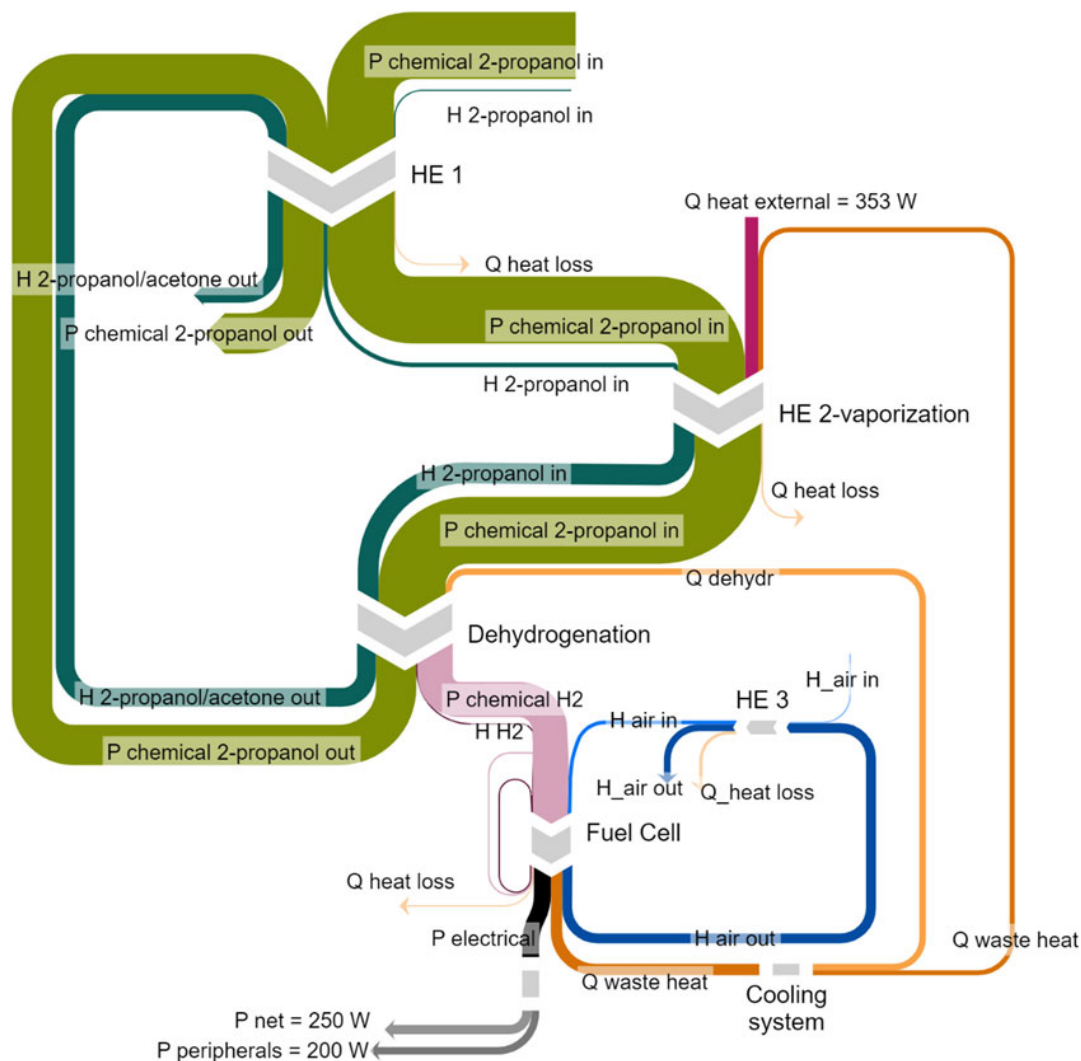 P chemical 2-propanol in
H 2-propanol in
HE 1
Q heat external = 353 W
Q heat loss
H 2-propanol/acetone out
P chemical 2-propanol out
P chemical 2-propanol in
H 2-propanol in
HE 2-vaporization
H 2-propanol in
Q heat loss
P chemical 2-propanol in
Q dehydr
Dehydrogenation
H 2-propanol/acetone out
P chemical H2
H_air in
HE 3
H air in
H H2
P chemical 2-propanol out
H_air out
Q_heat loss
Fuel Cell
Q heat loss
P electrical
H air out
Q waste heat
Q waste heat
Cooling
system
P net = 250 W
P peripherals = 200 W